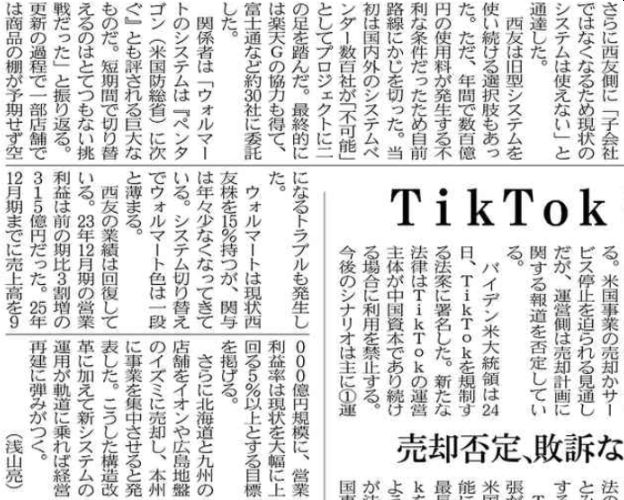 さらに西友側に「子会社
ではなくなるため現状の
システムは使えない」と
通達した。
西友は旧型システムを
使い続ける選択肢もあっ
た。ただ、年間で数百億
円の使用料が発生する不
利な条件だったため自前
路線にかじを切った。当
初は国内外のシステムベ
ンダー数百社が「不可能」
としてプロジェクトに二
の足を踏んだ。最終的に
は楽天Gの協力も得て、
富士通など約30社に委託
した。
関係者は「ウォルマー
トのシステムは『ペンタ
ゴン（米国防総省）に次
ぐ』とも評される巨大な
ものだ。短期間で切り替
えるのはとてつもない挑
戦だった」と振り返る。
更新の過程で一部店舗で
は商品の棚が予期せず空
になるトラブルも発生し
た。
ウォルマートは現状西
友株を15％持つが、関与
は年々少なくなってきて
いる。システム切り替え
でウォルマート色は一段
と薄まる。
西友の業績は回復して
いる。23年12月期の営業
利益は前の期比3割増の
315億円だった。25年
12月期までに売上高を9
000億円規模に、営業
利益率は現状を大幅に上
回る5％以上とする目標
を掲げる。
さらに北海道と九州の
店舗をイオンや広島地盤
のイズミに売却し、本州
に事業を集中させると発
表した。こうした構造改
革に加えて新システムの
運用が軌道に乗れば経営
再建に弾みがつく。
（浅山亮）
TikTok
る。米国事業の売却かサー
ビス停止を迫られる見通し
だが、運営側は売却計画に
関する報道を否定してい
る。
バイデン米大統領は24
日、TikTokを規制す
る法案に署名した。新たな
法律はTikTokの運営
主体が中国資本であり続け
る場合に利用を禁止する。
今後のシナリオは主に①運
売却否定、敗訴な